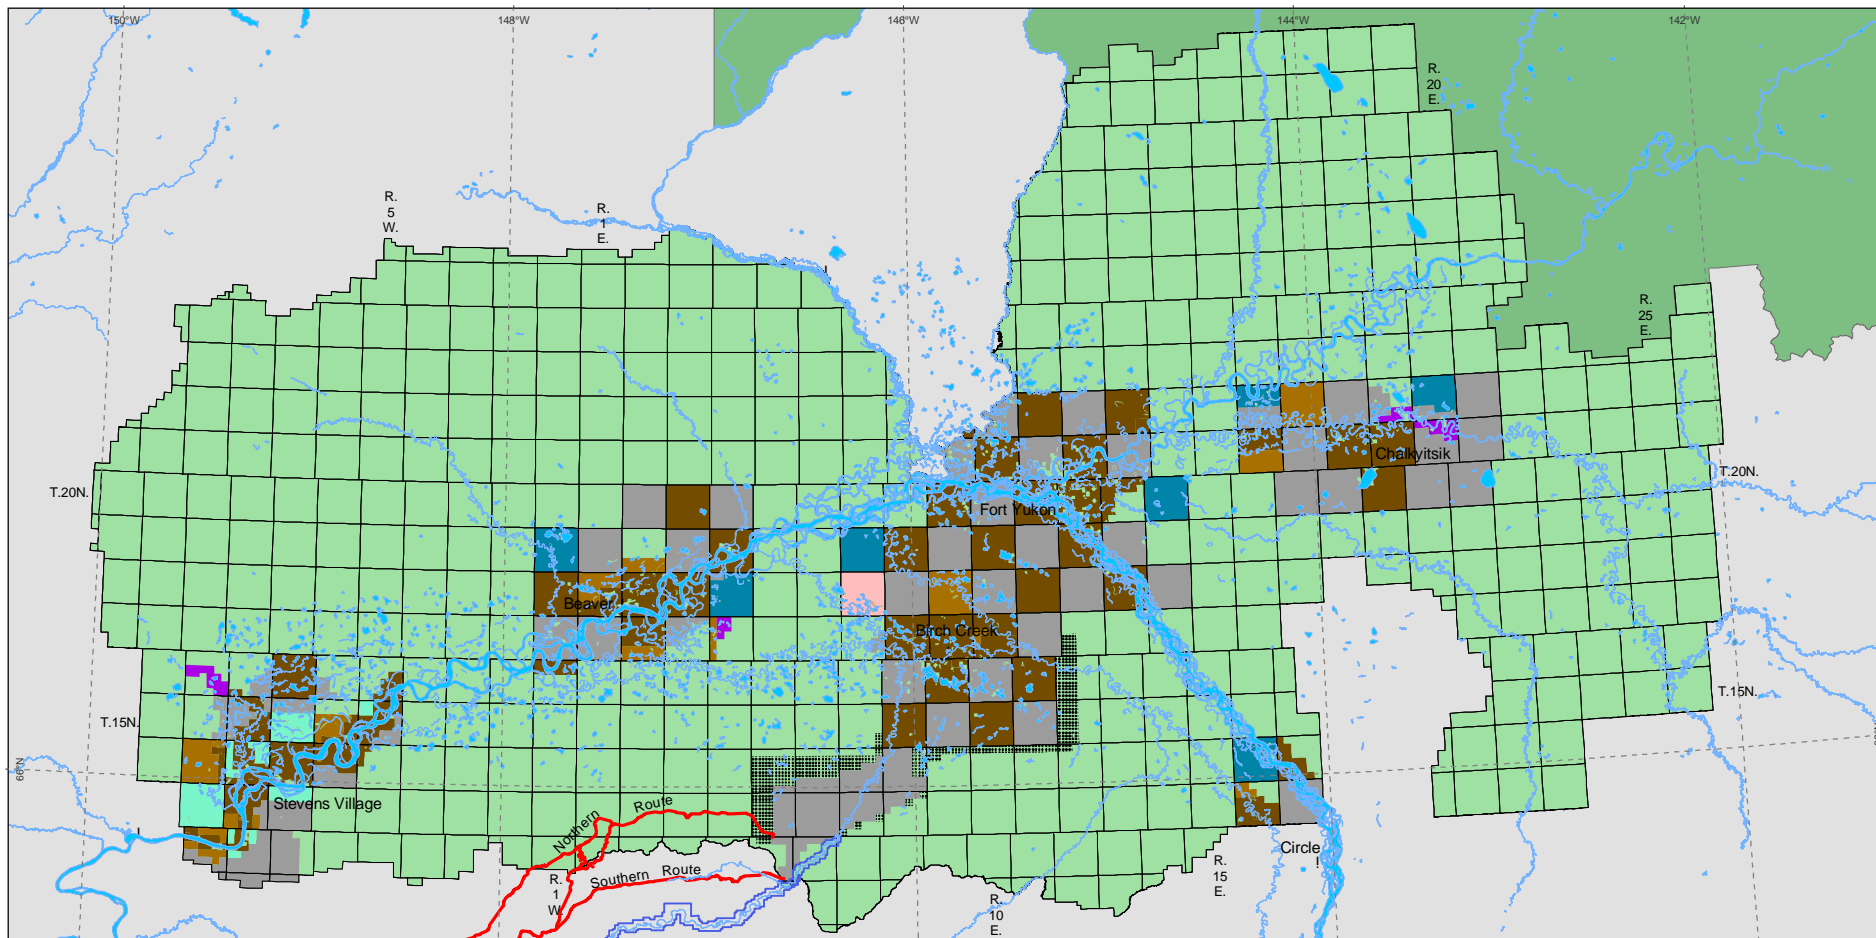 150°W
148°W
146°W
144°W
142°W
R.
20
E.
R.
5
W.
R.
1
E.
R.
25
E.
Chalkyitsik
T.20N.
T.20N.
Fort Yukon
Beaver
Birch Creek
T.15N.
T.15N.
66°N
Stevens Village
Northern Route
Circle
R.
15
E.
Southern Route
R.
1
W.
R.
10
E.